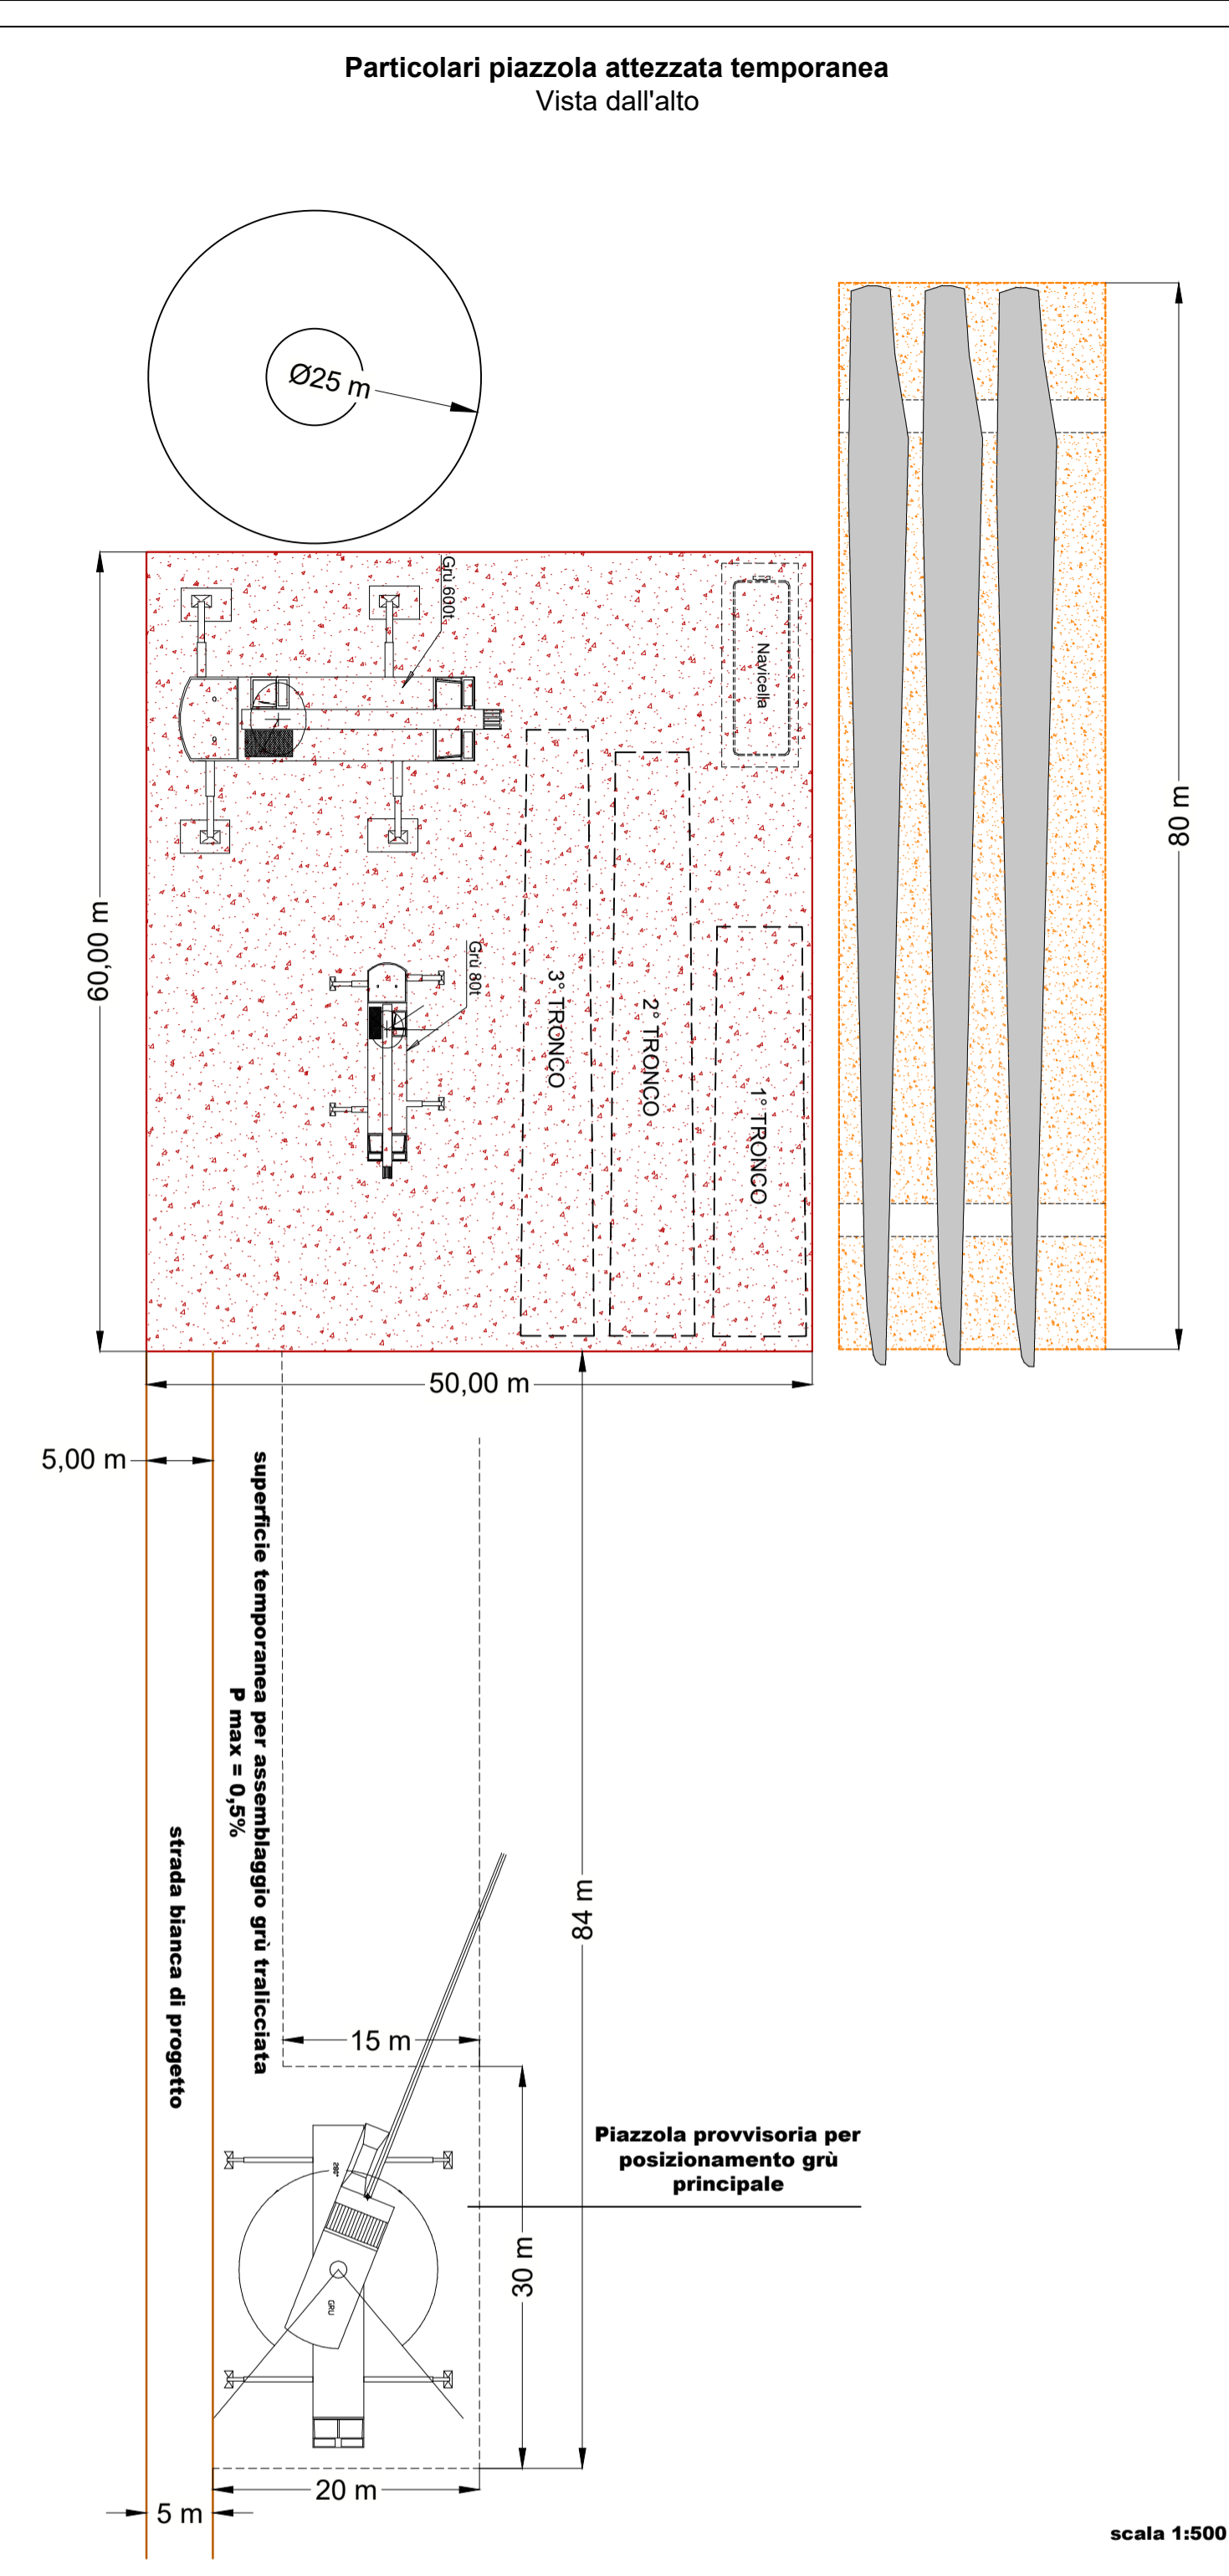 Particolari piazzola attezzata temporanea
Vista dall'alto
Ø25 m
Grù 600t
Navicella
80 m
60,00 m
Grù 80t
3° TRONCO
2° TRONCO
1° TRONCO
50,00 m
5,00 m
superficie temporanea per assemblaggio grù tralicciata
P max = 0,5%
strada bianca di progetto
84 m
15 m
Piazzola provvisoria per
posizionamento grù
principale
280°
30 m
GRU
20 m
5 m
scala 1:500